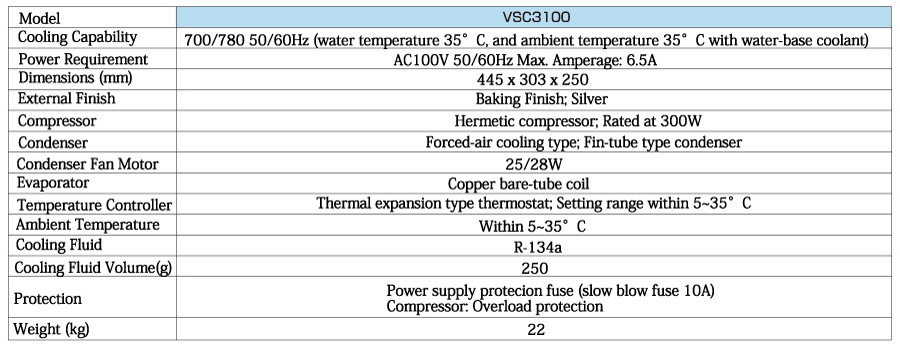 Model VSC3100
Cooling Capability 700/780 50/60Hz (water temperature 35° C, and ambient temperature 35° C with water-base coolant)
Power Requirement AC100V 50/60Hz Max. Amperage: 6.5A
Dimensions (mm) 445 x 303 x 250
External Finish Baking Finish; Silver
Compressor Hermetic compressor; Rated at 300W
Condenser Forced-air cooling type; Fin-tube type condenser
Condenser Fan Motor 25/28W
Evaporator Copper bare-tube coil
Temperature Controller Thermal expansion type thermostat; Setting range within 5~35° C
Ambient Temperature Within 5~35° C
Cooling Fluid R-134a
Cooling Fluid Volume(g) 250
Protection Power supply protecion fuse (slow blow fuse 10A)
Compressor: Overload protection
Weight (kg) 22